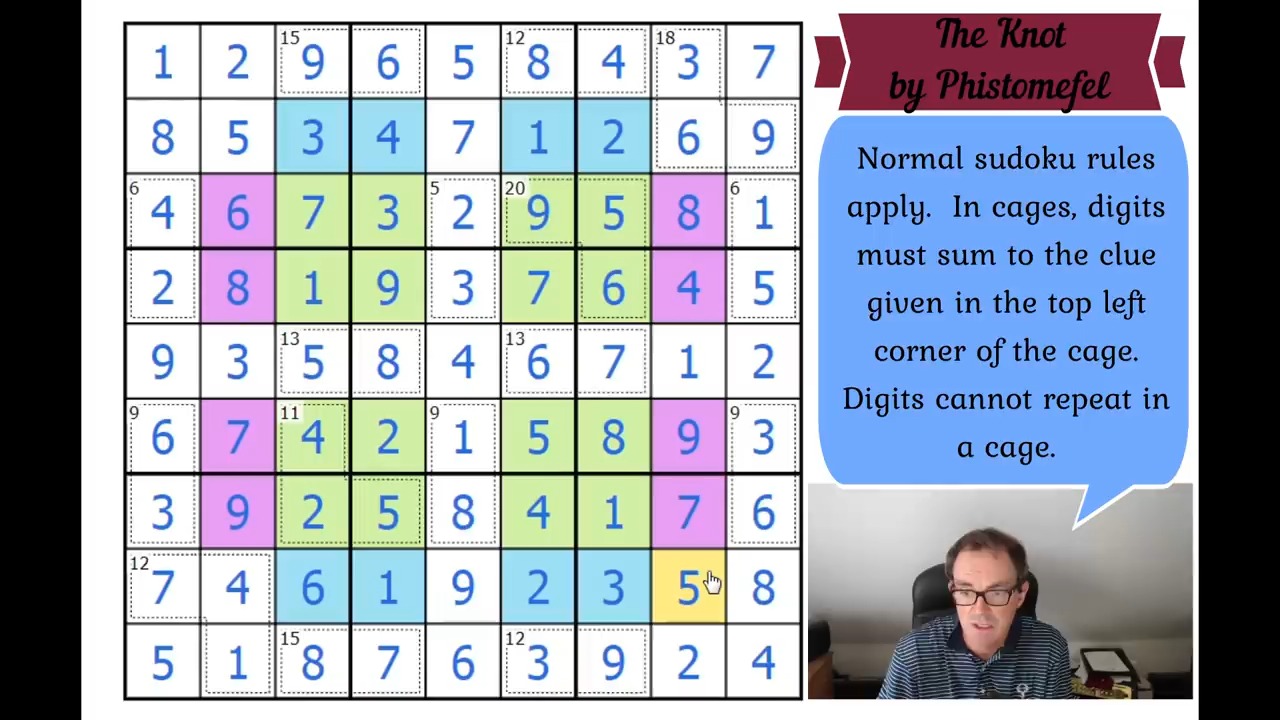 The Knot
by Phistomefel
Normal sudoku rules
apply. In cages, digits
must sum to the clue
given in the top left
corner of the cage.
Digits cannot repeat in
a cage.
15 12 18
1 2 9 6 5 8 4 3 7
8 5 3 4 7 1 2 6 9
6 5 20 6
4 6 7 3 2 9 5 8 1
2 8 1 9 3 7 6 4 5
13 13
9 3 5 8 4 6 7 1 2
9 11 9 9
6 7 4 2 1 5 8 9 3
3 9 2 5 8 4 1 7 6
12
7 4 6 1 9 2 3 5 8
15 12
5 1 8 7 6 3 9 2 4